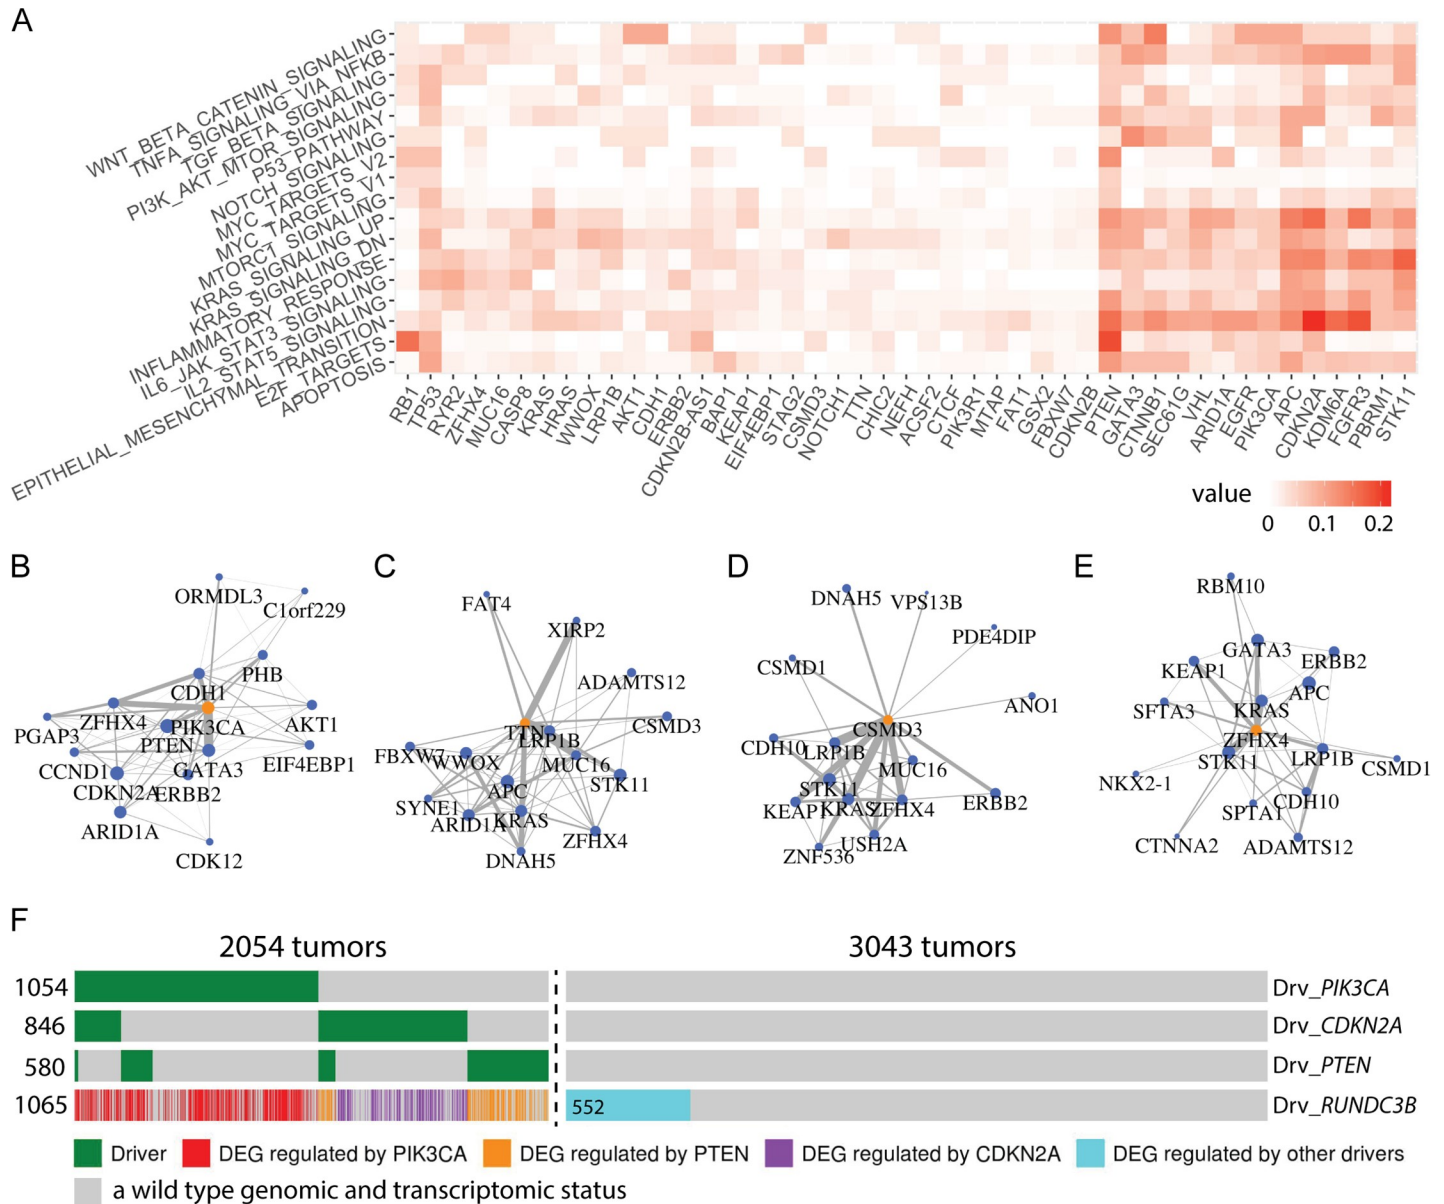 A
WNT_BETA_CATENIN_SIGNALING
TNFA_SIGNALING_VIA_NFKB
TGF_BETA_SIGNALING
PI3K_AKT_MTOR_SIGNALING
P53_PATHWAY
NOTCH_SIGNALING
MYC_TARGETS_V2
MYC_TARGETS_V1
MTORC1_SIGNALING
KRAS_SIGNALING_UP
KRAS_SIGNALING_DN
INFLAMMATORY_RESPONSE
IL6_JAK_STAT3_SIGNALING
IL2_STAT5_SIGNALING
EPITHELIAL_MESENCHYMAL_TRANSITION
E2F_TARGETS
APOPTOSIS
RB1
TP53
RYR2
ZFHX4
MUC16
CASP8
KRAS
HRAS
WWOX
LRP1B
AKT1
CDH1
ERBB2
CDKN2B-AS1
BAP1
KEAP1
EIF4EBP1
STAG2
CSMD3
NOTCH1
TTN
CHIC2
NEFH
ACSF2
CTCF
PIK3R1
MTAP
FAT1
GSX2
FBXW7
CDKN2B
PTEN
GATA3
CTNNB1
SEC61G
VHL
ARID1A
EGFR
PIK3CA
APC
CDKN2A
KDM6A
FGFR3
PBRM1
STK11
value
0 0.1 0.2
B
ORMDL3
C1orf229
PHB
CDH1
ZFHX4
PIK3CA
AKT1
PGAP3
PTEN
GATA3
EIF4EBP1
CCND1
CDKN2A
ERBB2
ARID1A
CDK12
C
FAT4
XIRP2
ADAMTS12
CSMD3
TTN
LRP1B
FBXW7
WWOX
MUC16
STK11
APC
SYNE1
ARID1A
KRAS
ZFHX4
DNAH5
D
DNAH5
VPS13B
PDE4DIP
CSMD1
ANO1
CSMD3
CDH10
LRP1B
MUC16
STK11
KEAP1
KRAS
ZFHX4
ERBB2
USH2A
ZNF536
E
RBM10
GATA3
ERBB2
KEAP1
APC
SFTA3
KRAS
ZFHX4
STK11
LRP1B
CSMD1
NKX2-1
CDH10
SPTA1
CTNNA2
ADAMTS12
F
2054 tumors 3043 tumors
1054 Drv_PIK3CA
846 Drv_CDKN2A
580 Drv_PTEN
1065 552 Drv_RUNDC3B
Driver DEG regulated by PIK3CA DEG regulated by PTEN DEG regulated by CDKN2A DEG regulated by other drivers
a wild type genomic and transcriptomic status